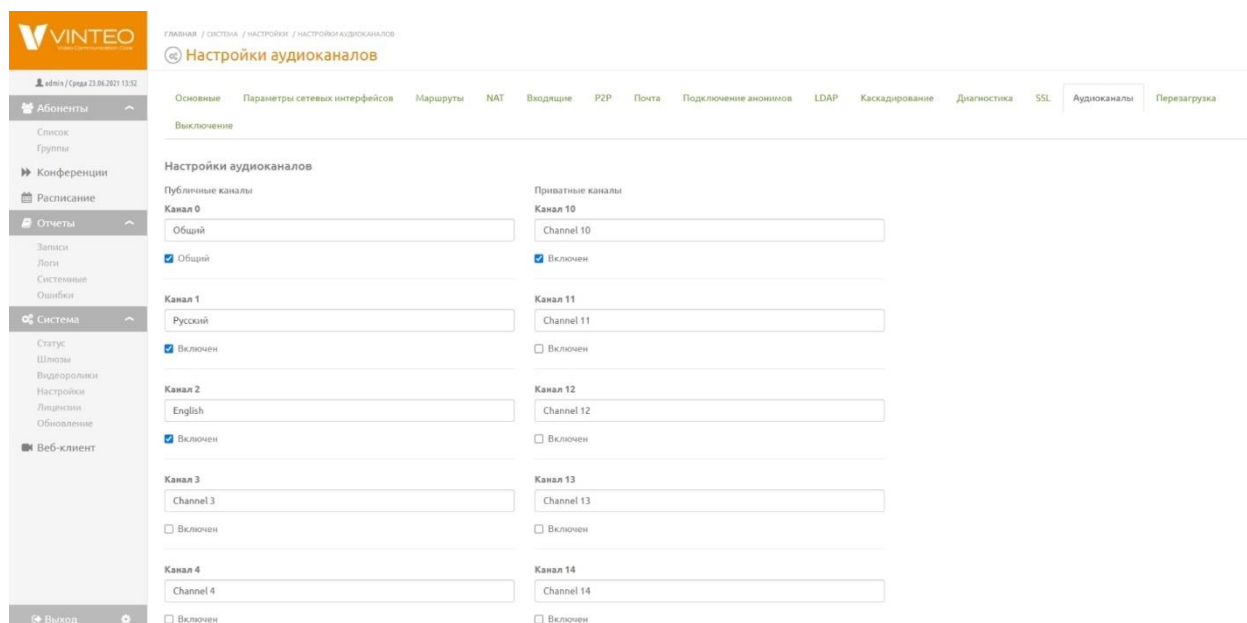 VINTEO
Video Communication Core
admin / Среда 23.06.2021 13:52
Абоненты
Список
Группы
Конференции
Расписание
Отчеты
Записи
Логи
Системные
Ошибки
Система
Статус
Шлюзы
Видеоролики
Настройки
Лицензии
Обновление
Веб-клиент
Выход
ГЛАВНАЯ / СИСТЕМА / НАСТРОЙКИ / НАСТРОЙКИ АУДИОКАНАЛОВ
Настройки аудиоканалов
Основные Параметры сетевых интерфейсов Маршруты NAT Входящие P2P Почта Подключение анонимов LDAP Каскадирование Диагностика SSL Аудиоканалы Перезагрузка
Выключение
Настройки аудиоканалов
Публичные каналы Приватные каналы
Канал 0 Канал 10
Общий Channel 10
Общий Включен
Канал 1 Канал 11
Русский Channel 11
Включен Включен
Канал 2 Канал 12
English Channel 12
Включен Включен
Канал 3 Канал 13
Channel 3 Channel 13
Включен Включен
Канал 4 Канал 14
Channel 4 Channel 14
Включен Включен